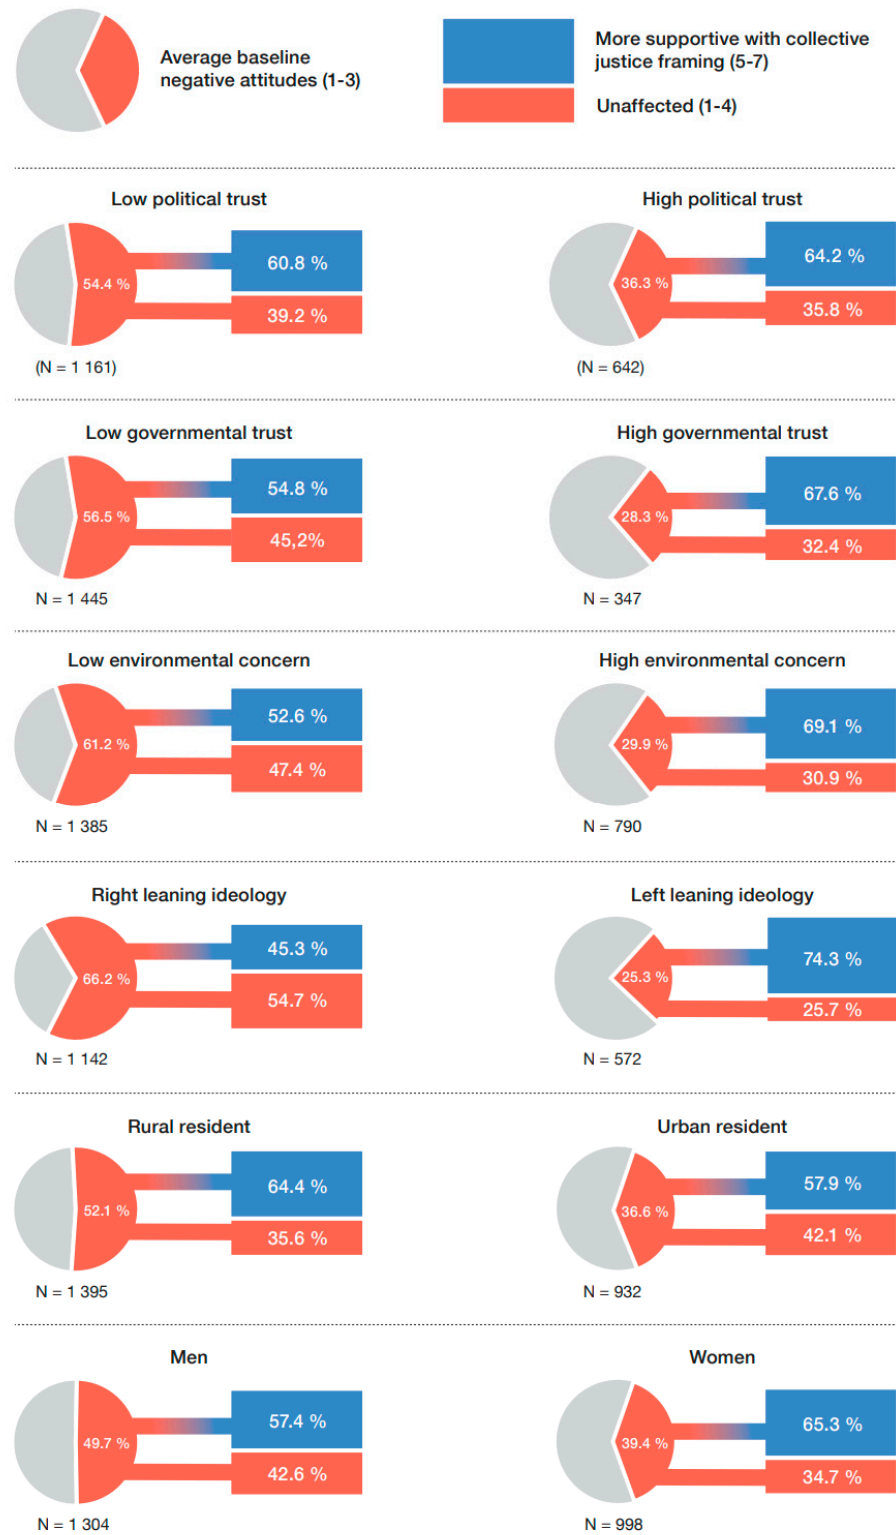 Average baseline
negative attitudes (1-3)
More supportive with collective
justice framing (5-7)
Unaffected (1-4)
Low political trust
54.4 %
60.8 %
39.2 %
(N = 1 161)
High political trust
36.3 %
64.2 %
35.8 %
(N = 642)
Low governmental trust
56.5 %
54.8 %
45,2%
N = 1 445
High governmental trust
28.3 %
67.6 %
32.4 %
N = 347
Low environmental concern
61.2 %
52.6 %
47.4 %
N = 1 385
High environmental concern
29.9 %
69.1 %
30.9 %
N = 790
Right leaning ideology
66.2 %
45.3 %
54.7 %
N = 1 142
Left leaning ideology
25.3 %
74.3 %
25.7 %
N = 572
Rural resident
52.1 %
64.4 %
35.6 %
N = 1 395
Urban resident
36.6 %
57.9 %
42.1 %
N = 932
Men
49.7 %
57.4 %
42.6 %
N = 1 304
Women
39.4 %
65.3 %
34.7 %
N = 998